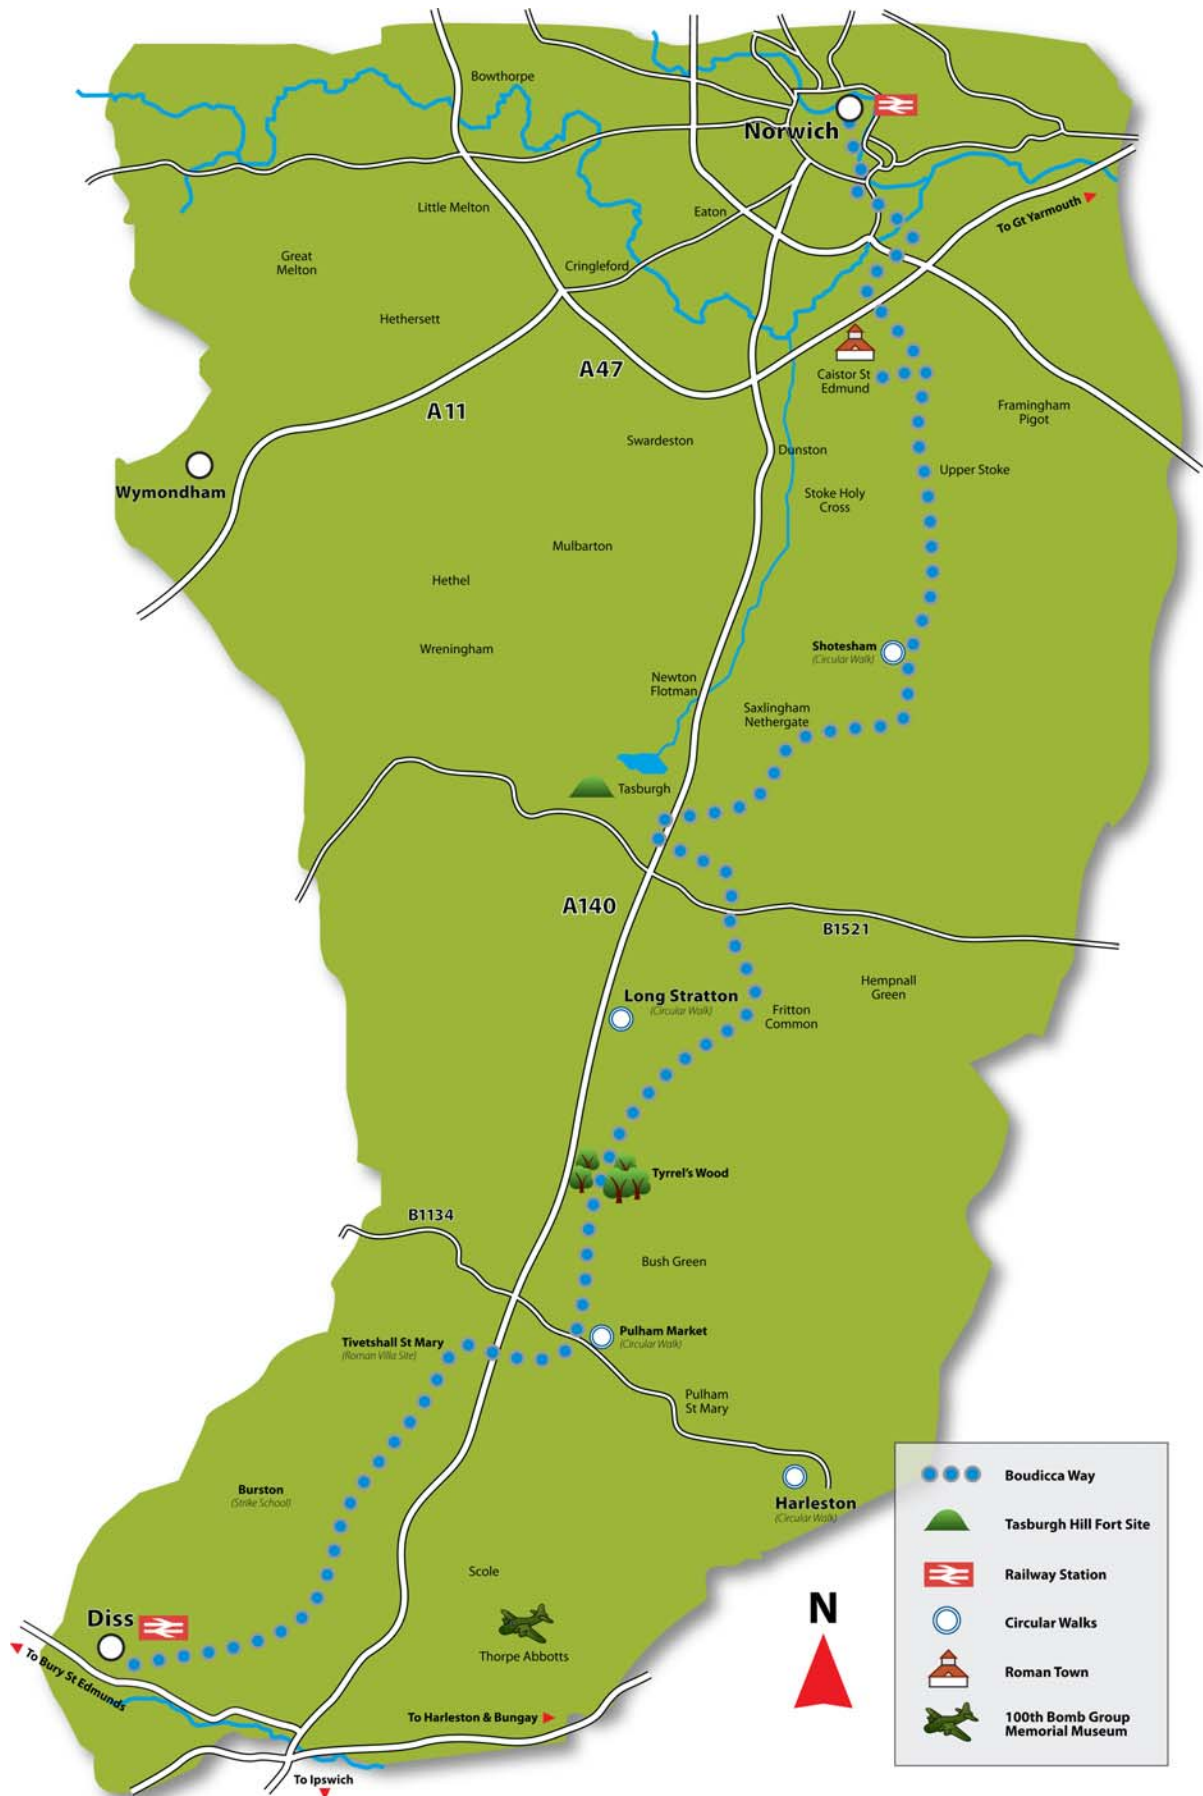 Bowthorpe
Norwich
Little Melton
Eaton
To Gt Yarmouth
Great
Melton
Cringleford
Hethersett
A47
Caistor St
Edmund
A11
Framingham
Pigot
Swardeston
Dunston
Upper Stoke
Wymondham
Stoke Holy
Cross
Mulbarton
Hethel
Wreningham
Shotesham
(Circular Walk)
Newton
Flotman
Saxlingham
Nethergate
Tasburgh
A140
B1521
Hempnall
Green
Long Stratton
(Circular Walk)
Fritton
Common
Tyrrel's Wood
B1134
Bush Green
Tivetshall St Mary
(Roman Villa Site)
Pulham Market
(Circular Walk)
Pulham
St Mary
Burston
(Strike School)
Harleston
(Circular Walk)
Scole
Diss
Thorpe Abbotts
To Bury St Edmunds
To Harleston & Bungay
To Ipswich
N
Boudicca Way
Tasburgh Hill Fort Site
Railway Station
Circular Walks
Roman Town
100th Bomb Group
Memorial Museum